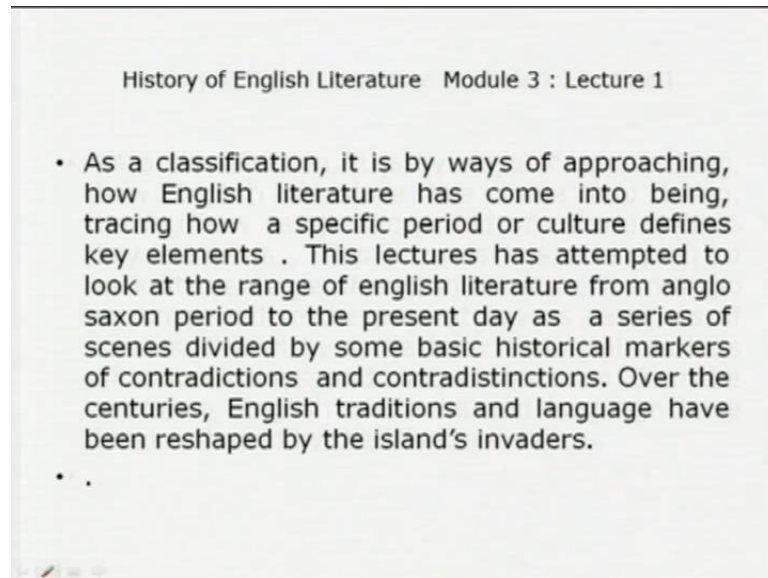 History of English Literature Module 3 : Lecture 1
• As a classification, it is by ways of approaching,
how English literature has come into being,
tracing how a specific period or culture defines
key elements . This lectures has attempted to
look at the range of english literature from anglo
saxon period to the present day as a series of
scenes divided by some basic historical markers
of contradictions and contradistinctions. Over the
centuries, English traditions and language have
been reshaped by the island's invaders.
• .